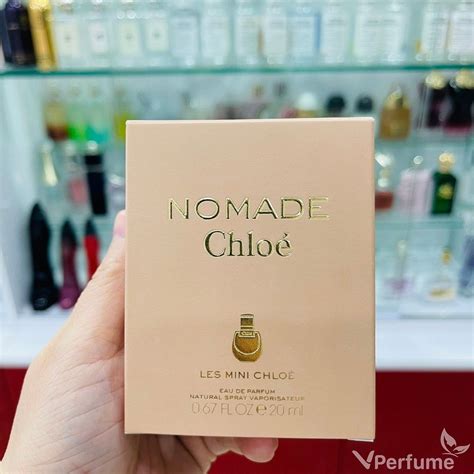 NOMADE
Chloé
LES MINI CHLOÉ
EAU DE PARFUM
NATURAL SPRAY VAPORISATEUR
0.67 FL OZ ℮ 20 ml
VPerfume